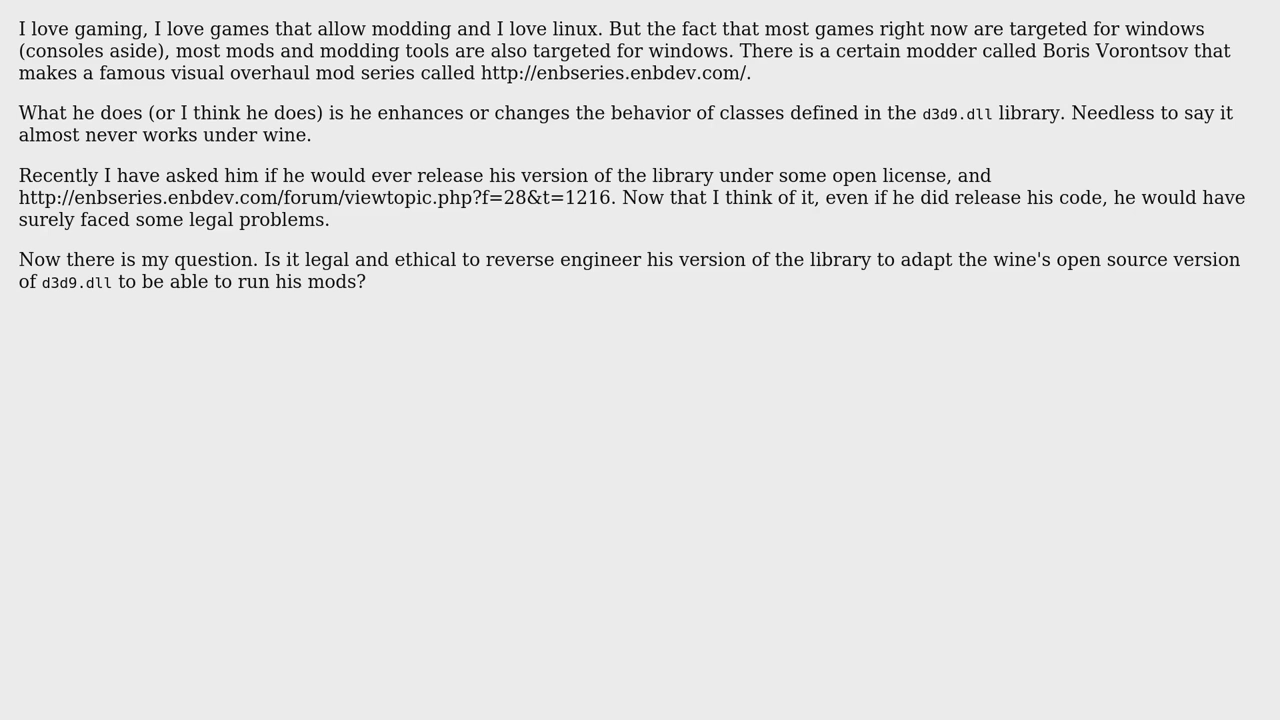 I love gaming, I love games that allow modding and I love linux. But the fact that most games right now are targeted for windows
(consoles aside), most mods and modding tools are also targeted for windows. There is a certain modder called Boris Vorontsov that
makes a famous visual overhaul mod series called http://enbseries.enbdev.com/.
What he does (or I think he does) is he enhances or changes the behavior of classes defined in the d3d9.dll library. Needless to say it
almost never works under wine.
Recently I have asked him if he would ever release his version of the library under some open license, and
http://enbseries.enbdev.com/forum/viewtopic.php?f=28&t=1216. Now that I think of it, even if he did release his code, he would have
surely faced some legal problems.
Now there is my question. Is it legal and ethical to reverse engineer his version of the library to adapt the wine's open source version
of d3d9.dll to be able to run his mods?